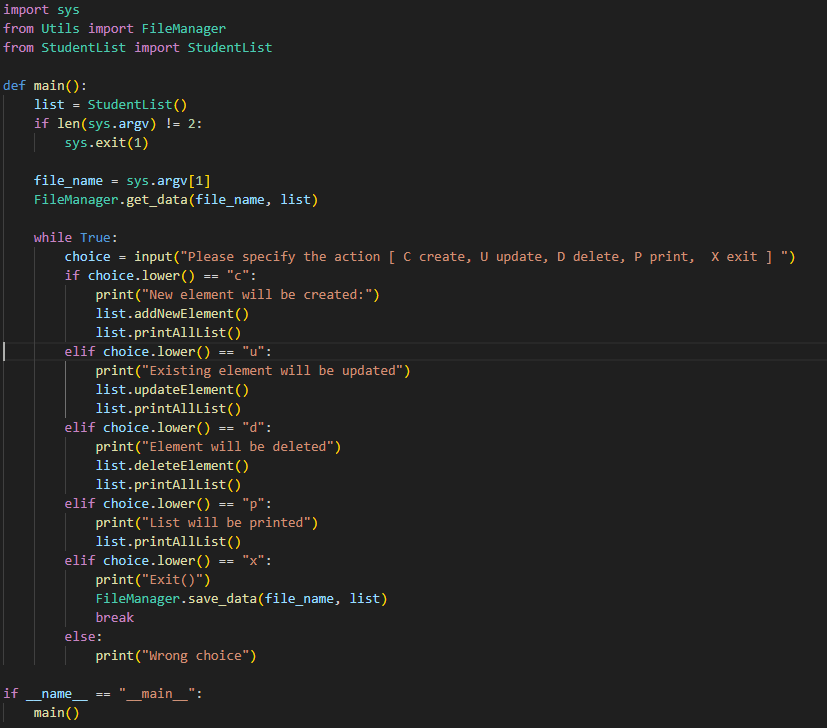 import sys
from Utils import FileManager
from StudentList import StudentList

def main():
    list = StudentList()
    if len(sys.argv) != 2:
        sys.exit(1)

    file_name = sys.argv[1]
    FileManager.get_data(file_name, list)

    while True:
        choice = input("Please specify the action [ C create, U update, D delete, P print,  X exit ] ")
        if choice.lower() == "c":
            print("New element will be created:")
            list.addNewElement()
            list.printAllList()
        elif choice.lower() == "u":
            print("Existing element will be updated")
            list.updateElement()
            list.printAllList()
        elif choice.lower() == "d":
            print("Element will be deleted")
            list.deleteElement()
            list.printAllList()
        elif choice.lower() == "p":
            print("List will be printed")
            list.printAllList()
        elif choice.lower() == "x":
            print("Exit()")
            FileManager.save_data(file_name, list)
            break
        else:
            print("Wrong choice")

if __name__ == "__main__":
    main()